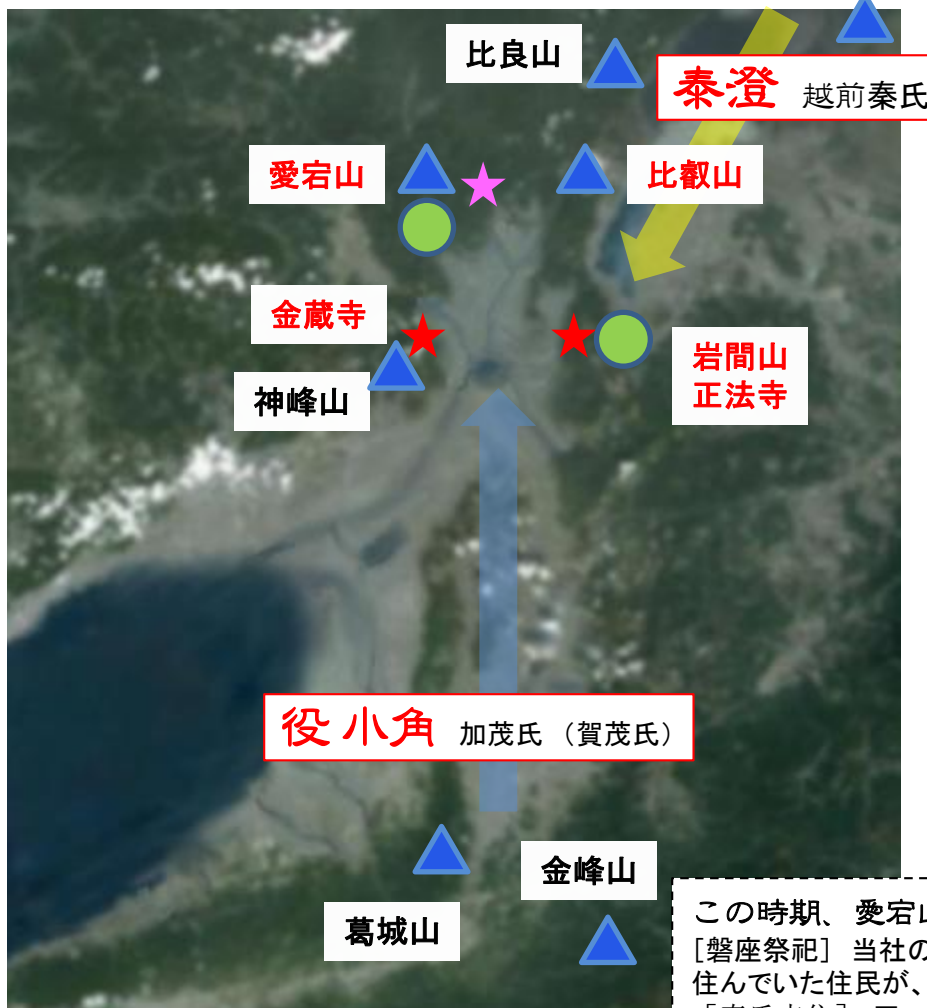 比良山
泰澄 越前秦氏
愛宕山
比叡山
金蔵寺
岩間山
正法寺
神峰山
役 小角 加茂氏（賀茂氏）
金峰山
葛城山
この時期、愛宕山
［磐座祭祀］当社の
住んでいた住民が、